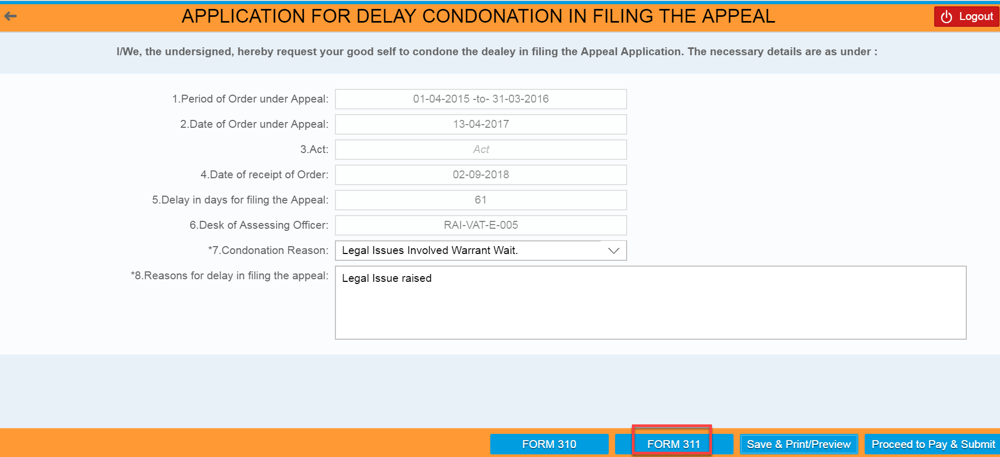 APPLICATION FOR DELAY CONDONATION IN FILING THE APPEAL
Logout
I/We, the undersigned, hereby request your good self to condone the dealey in filing the Appeal Application. The necessary details are as under :
1.Period of Order under Appeal: 01-04-2015 -to- 31-03-2016
2.Date of Order under Appeal: 13-04-2017
3.Act: Act
4.Date of receipt of Order: 02-09-2018
5.Delay in days for filing the Appeal: 61
6.Desk of Assessing Officer: RAI-VAT-E-005
*7.Condonation Reason: Legal Issues Involved Warrant Wait.
*8.Reasons for delay in filing the appeal: Legal Issue raised
FORM 310 FORM 311 Save & Print/Preview Proceed to Pay & Submit